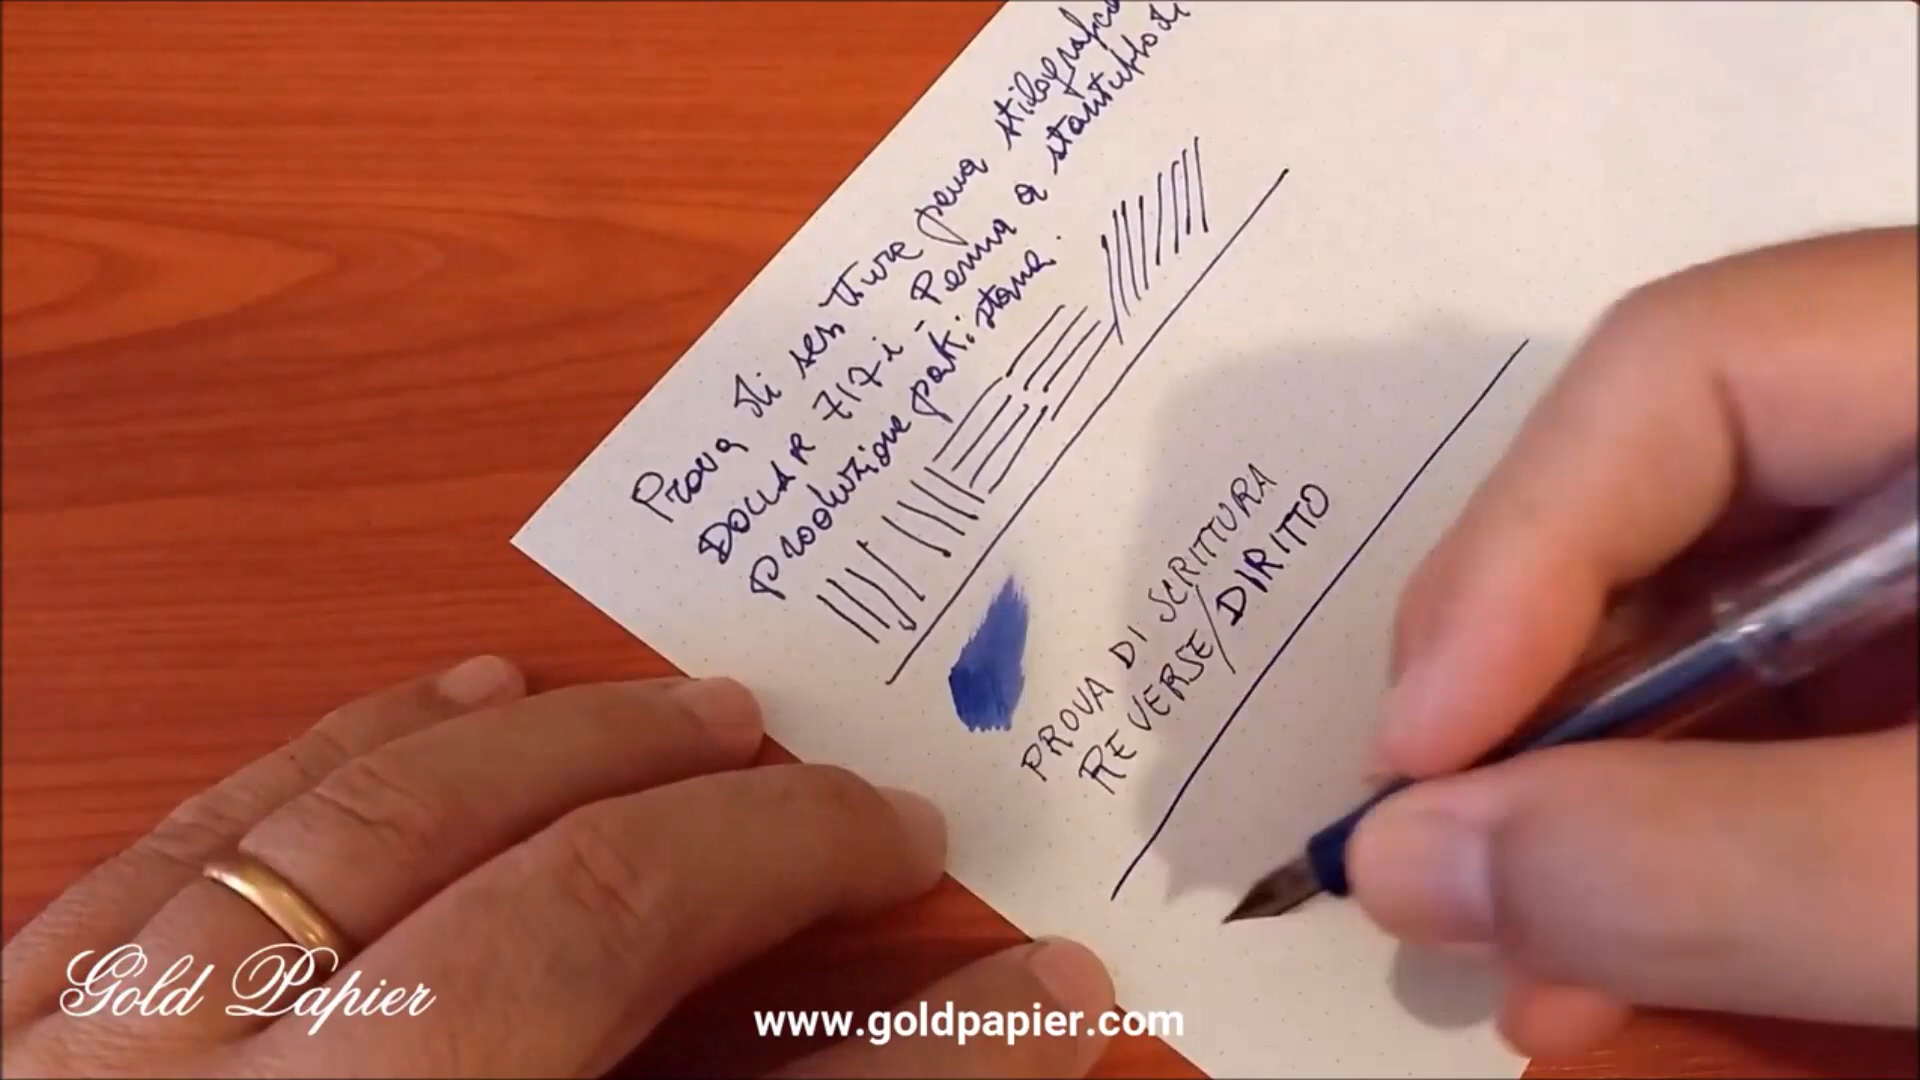 Prova di scrittura penna stilografica
DOLLAR 717i - Penna a stantuffo di
produzione pakistana.
PROVA DI SCRITTURA
REVERSE/DIRITTO
Gold Papier
www.goldpapier.com